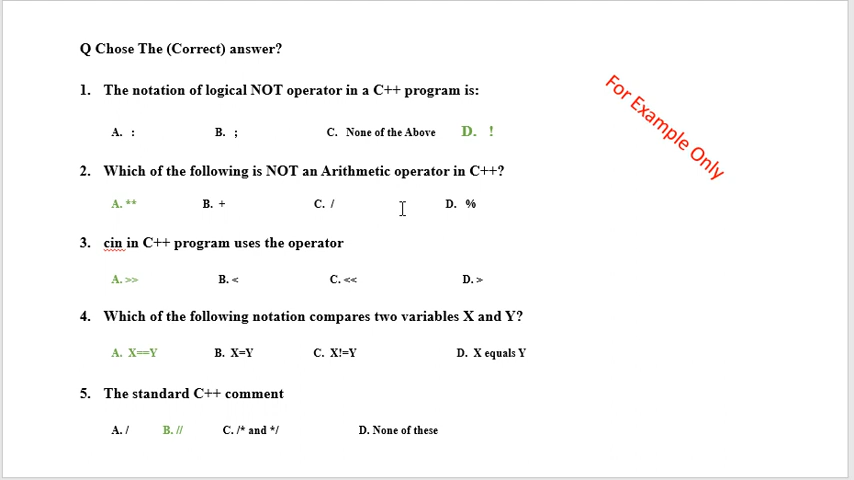 Q Chose The (Correct) answer?
For Example Only
1. The notation of logical NOT operator in a C++ program is:
A. : B. ; C. None of the Above D. !
2. Which of the following is NOT an Arithmetic operator in C++?
A. ** B. + C. / D. %
3. cin in C++ program uses the operator
A. >> B. < C. << D. >
4. Which of the following notation compares two variables X and Y?
A. X==Y B. X=Y C. X!=Y D. X equals Y
5. The standard C++ comment
A. / B. // C. /* and */ D. None of these